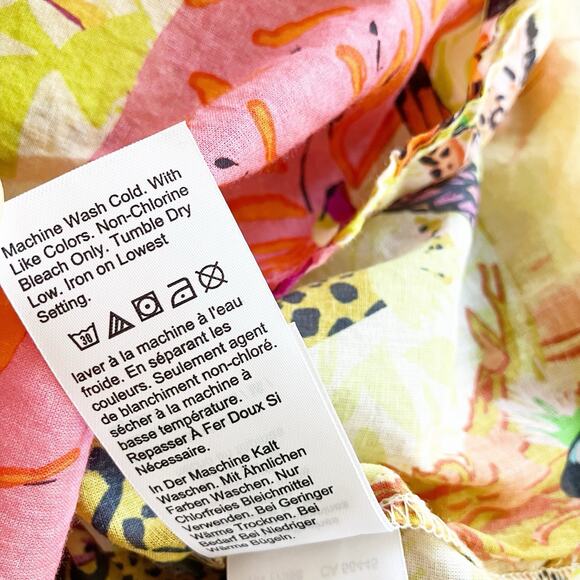 Machine Wash Cold. With
Like Colors. Non-Chlorine
Bleach Only. Tumble Dry
Low. Iron on Lowest
Setting.
30
laver à la machine à l'eau
froide. En séparant les
couleurs. Seulement agent
de blanchiment non-chloré.
sécher à la machine à
basse température.
Repasser À Fer Doux Si
Nécessaire.
In Der Maschine Kalt
Waschen. Mit Ähnlichen
Farben Waschen. Nur
Chlorfreies Bleichmittel
Verwenden. Bei Geringer
Wärme Trocknen. Bei
Bedarf Bei Niedriger
Wärme Bügeln.